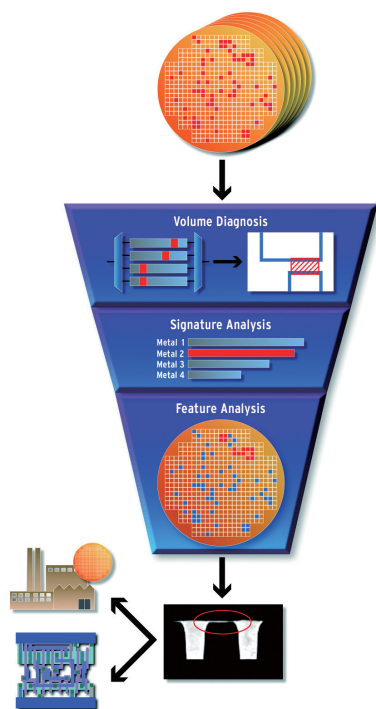 Volume Diagnosis
Signature Analysis
Metal 1
Metal 2
Metal 3
Metal 4
Feature Analysis